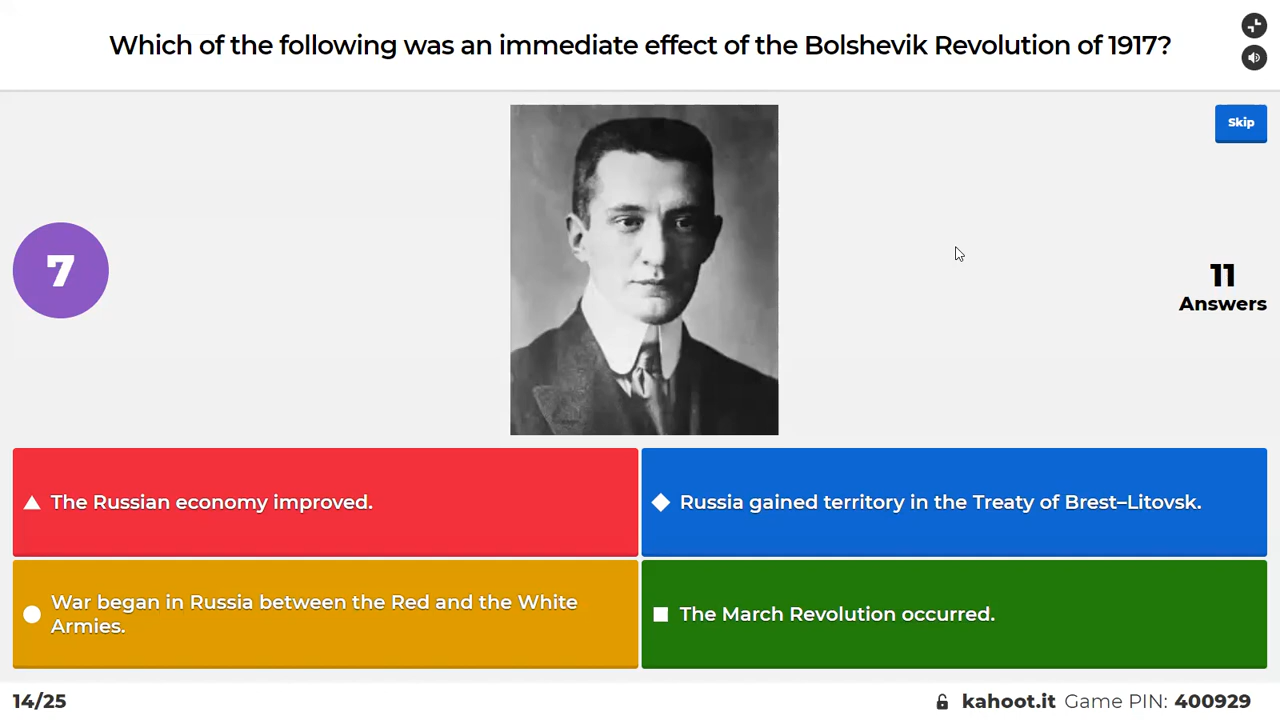 Which of the following was an immediate effect of the Bolshevik Revolution of 1917?
Skip
7
11
Answers
The Russian economy improved.
Russia gained territory in the Treaty of Brest–Litovsk.
War began in Russia between the Red and the White
Armies.
The March Revolution occurred.
14/25
kahoot.it Game PIN: 400929